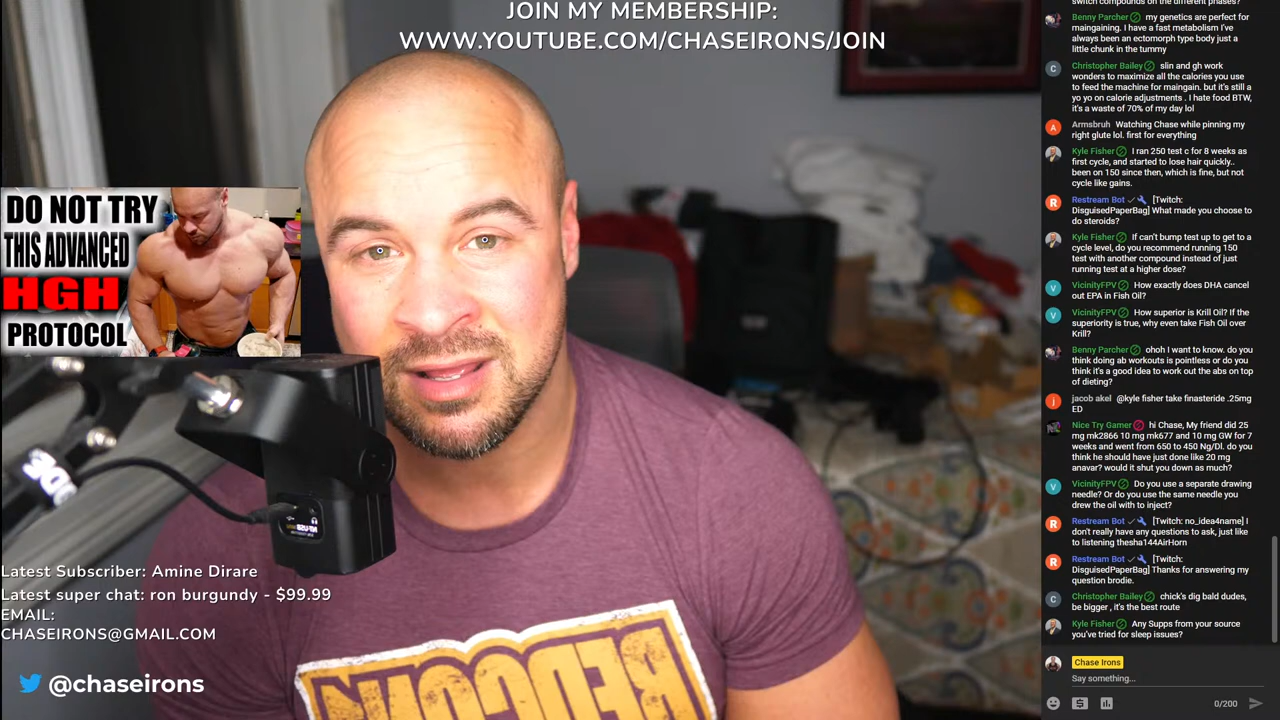 JOIN MY MEMBERSHIP:
WWW.YOUTUBE.COM/CHASEIRONS/JOIN
DO NOT TRY
THIS ADVANCED
HGH
PROTOCOL
Latest Subscriber: Amine Dirare
Latest super chat: ron burgundy - $99.99
EMAIL:
CHASEIRONS@GMAIL.COM
@chaseirons
switch compounds on the different phases?
Benny Parcher my genetics are perfect for
maingaining. I have a fast metabolism I've
always been an ectomorph type body just a
little chunk in the tummy
C
Christopher Bailey slin and gh work
wonders to maximize all the calories you use
to feed the machine for maingain. but it's still a
yo yo on calorie adjustments . I hate food BTW,
it's a waste of 70% of my day lol
A
Armsbruh Watching Chase while pinning my
right glute lol. first for everything
Kyle Fisher I ran 250 test c for 8 weeks as
first cycle, and started to lose hair quickly..
been on 150 since then, which is fine, but not
cycle like gains.
R
Restream Bot [Twitch:
DisguisedPaperBag] What made you choose to
do steroids?
Kyle Fisher If can't bump test up to get to a
cycle level, do you recommend running 150
test with another compound instead of just
running test at a higher dose?
V
VicinityFPV How exactly does DHA cancel
out EPA in Fish Oil?
V
VicinityFPV How superior is Krill Oil? If the
superiority is true, why even take Fish Oil over
Krill?
Benny Parcher ohoh I want to know. do you
think doing ab workouts is pointless or do you
think it's a good idea to work out the abs on top
of dieting?
j
jacob akel @kyle fisher take finasteride .25mg
ED
Nice Try Gamer hi Chase, My friend did 25
mg mk2866 10 mg mk677 and 10 mg GW for 7
weeks and went from 650 to 450 Ng/Dl. do you
think he should have just done like 20 mg
anavar? would it shut you down as much?
V
VicinityFPV Do you use a separate drawing
needle? Or do you use the same needle you
drew the oil with to inject?
R
Restream Bot [Twitch: no_idea4name] I
don't really have any questions to ask, just like
to listening thesha144AirHorn
R
Restream Bot [Twitch:
DisguisedPaperBag] Thanks for answering my
question brodie.
C
Christopher Bailey chick's dig bald dudes,
be bigger , it's the best route
Kyle Fisher Any Supps from your source
you've tried for sleep issues?
Chase Irons
Say something...
0/200